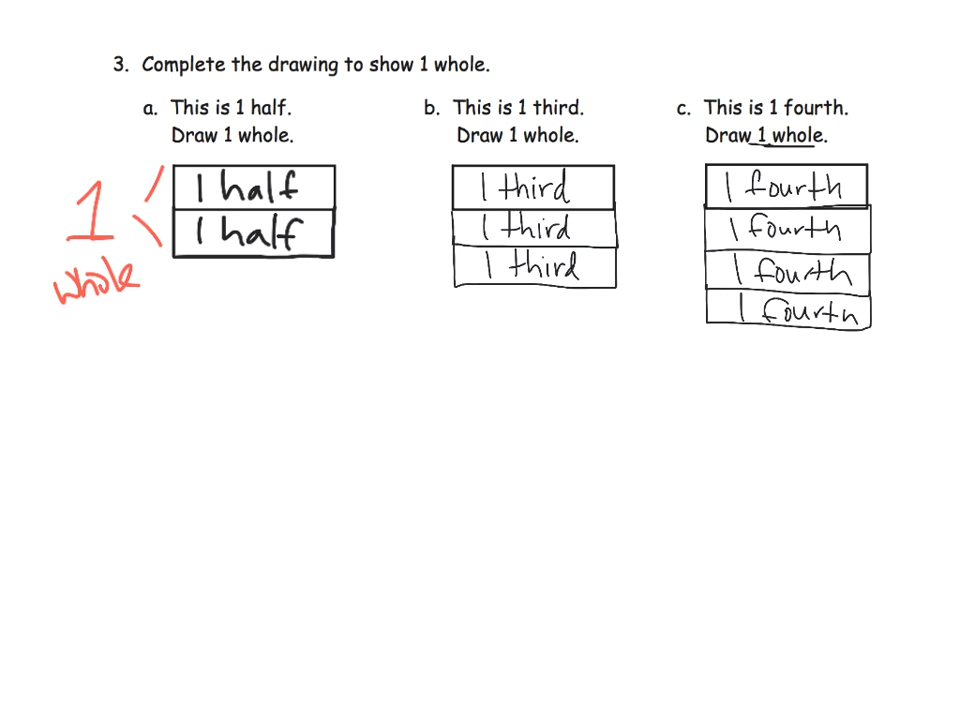 3. Complete the drawing to show 1 whole.
a. This is 1 half.
Draw 1 whole.
1 half
1 half
1
whole
b. This is 1 third.
Draw 1 whole.
1 third
1 third
1 third
c. This is 1 fourth.
Draw 1 whole.
1 fourth
1 fourth
1 fourth
1 fourth